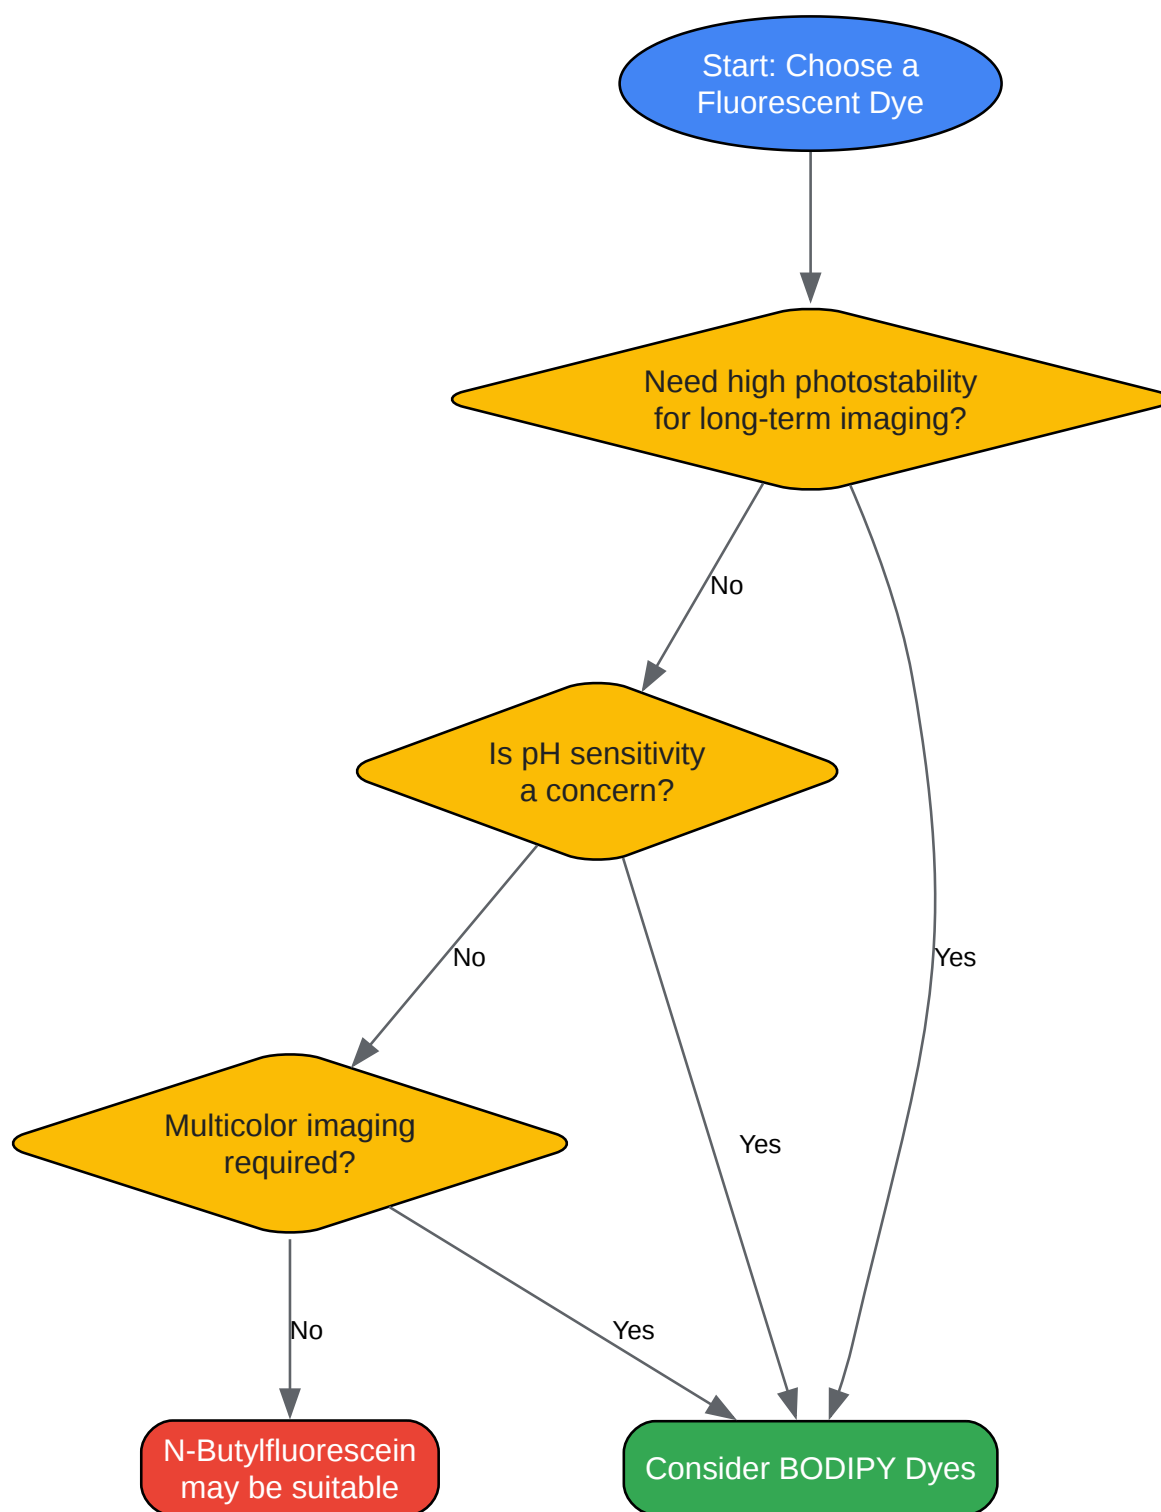 Start: Choose a
Fluorescent Dye
Need high photostability
for long-term imaging?
No
Is pH sensitivity
a concern?
No
Yes
Multicolor imaging
required?
Yes
No
Yes
N-Butylfluorescein
may be suitable
Consider BODIPY Dyes